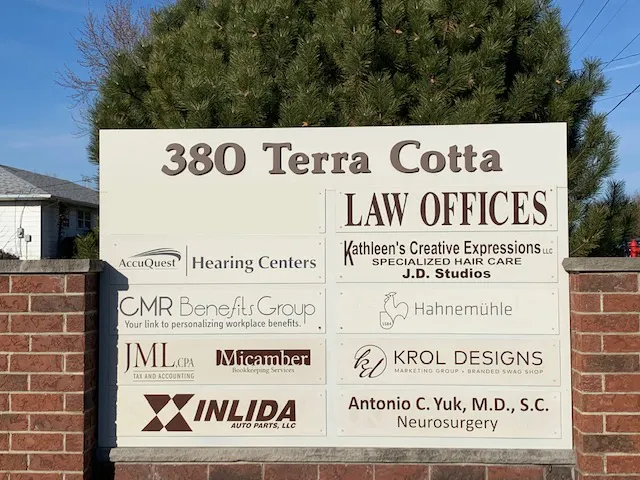 380 Terra Cotta
LAW OFFICES
AccuQuest | Hearing Centers
Kathleen's Creative Expressions LLC
SPECIALIZED HAIR CARE
J.D. Studios
CMR Benefits Group
Your link to personalizing workplace benefits.
1584
Hahnemühle
JML, CPA
TAX AND ACCOUNTING
Micamber
Bookkeeping Services
KROL DESIGNS
MARKETING GROUP • BRANDED SWAG SHOP
XINLIDA
AUTO PARTS, LLC
Antonio C. Yuk, M.D., S.C.
Neurosurgery